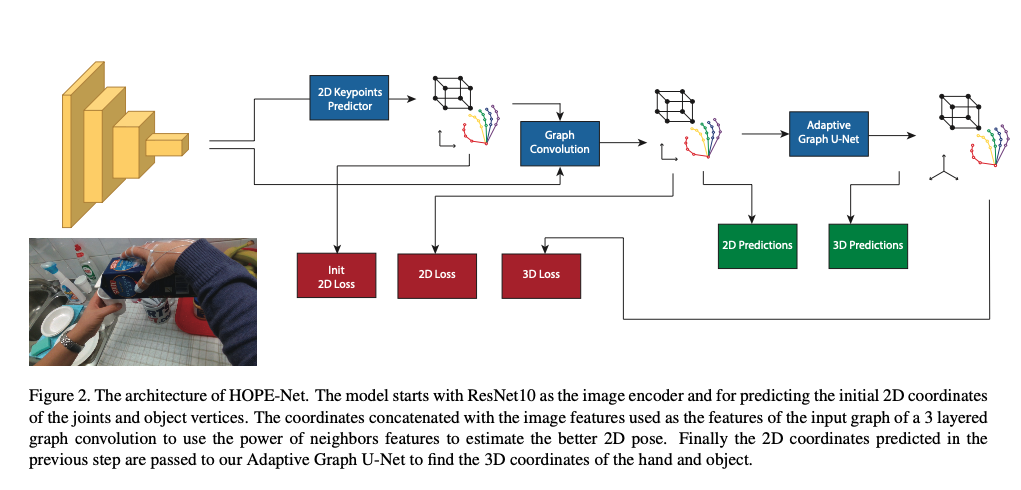 2D Keypoints
Predictor
Graph
Convolution
Adaptive
Graph U-Net
Init
2D Loss
2D Loss
3D Loss
2D Predictions
3D Predictions
Figure 2. The architecture of HOPE-Net. The model starts with ResNet10 as the image encoder and for predicting the initial 2D coordinates
of the joints and object vertices. The coordinates concatenated with the image features used as the features of the input graph of a 3 layered
graph convolution to use the power of neighbors features to estimate the better 2D pose. Finally the 2D coordinates predicted in the
previous step are passed to our Adaptive Graph U-Net to find the 3D coordinates of the hand and object.